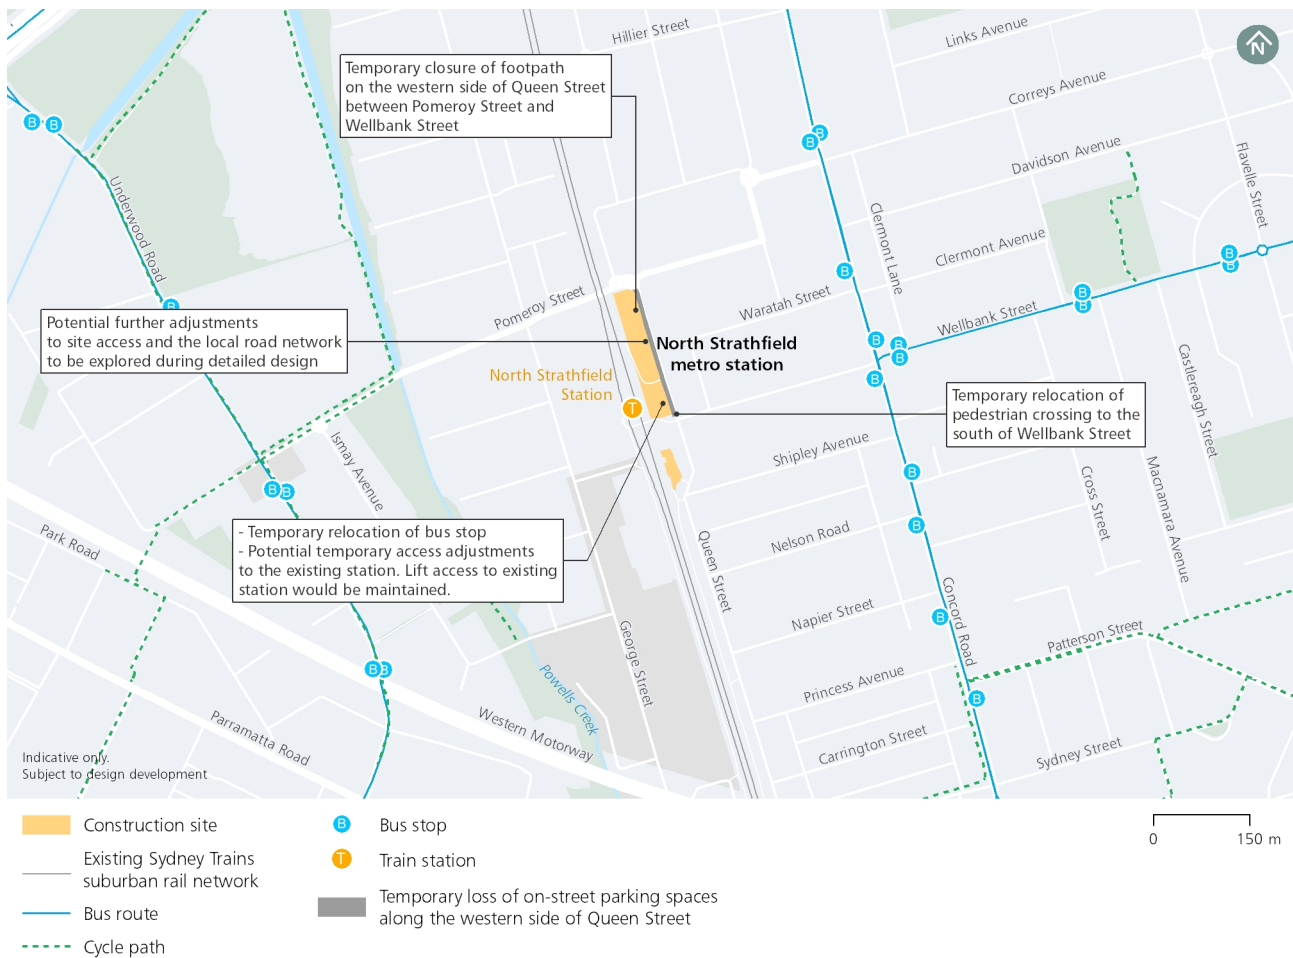 Hillier Street
Links Avenue
N
Temporary closure of footpath
on the western side of Queen Street
between Pomeroy Street and
Wellbank Street
Correys Avenue
B B
B
B
Davidson Avenue
Flavelle Street
Underwood Road
Clermont Lane
Clermont Avenue
B
B
B
B
Pomeroy Street
Waratah Street
B
B
Wellbank Street
Potential further adjustments
to site access and the local road network
to be explored during detailed design
North Strathfield
metro station
B
B
B
B
Castlereagh Street
North Strathfield
Station
T
Temporary relocation of
pedestrian crossing to the
south of Wellbank Street
Ismay Avenue
Shipley Avenue
B
B B
Cross Street
Macnamara Avenue
Park Road
- Temporary relocation of bus stop
- Potential temporary access adjustments
to the existing station. Lift access to existing
station would be maintained.
Queen Street
Nelson Road
B
Concord Road
Napier Street
B
George Street
Patterson Street
B B
Powells Creek
Princess Avenue
B
Parramatta Road
Western Motorway
Carrington Street
Sydney Street
Indicative only.
Subject to design development
Construction site
B
Bus stop
0 150 m
Existing Sydney Trains
suburban rail network
T
Train station
Bus route
Temporary loss of on-street parking spaces
along the western side of Queen Street
Cycle path